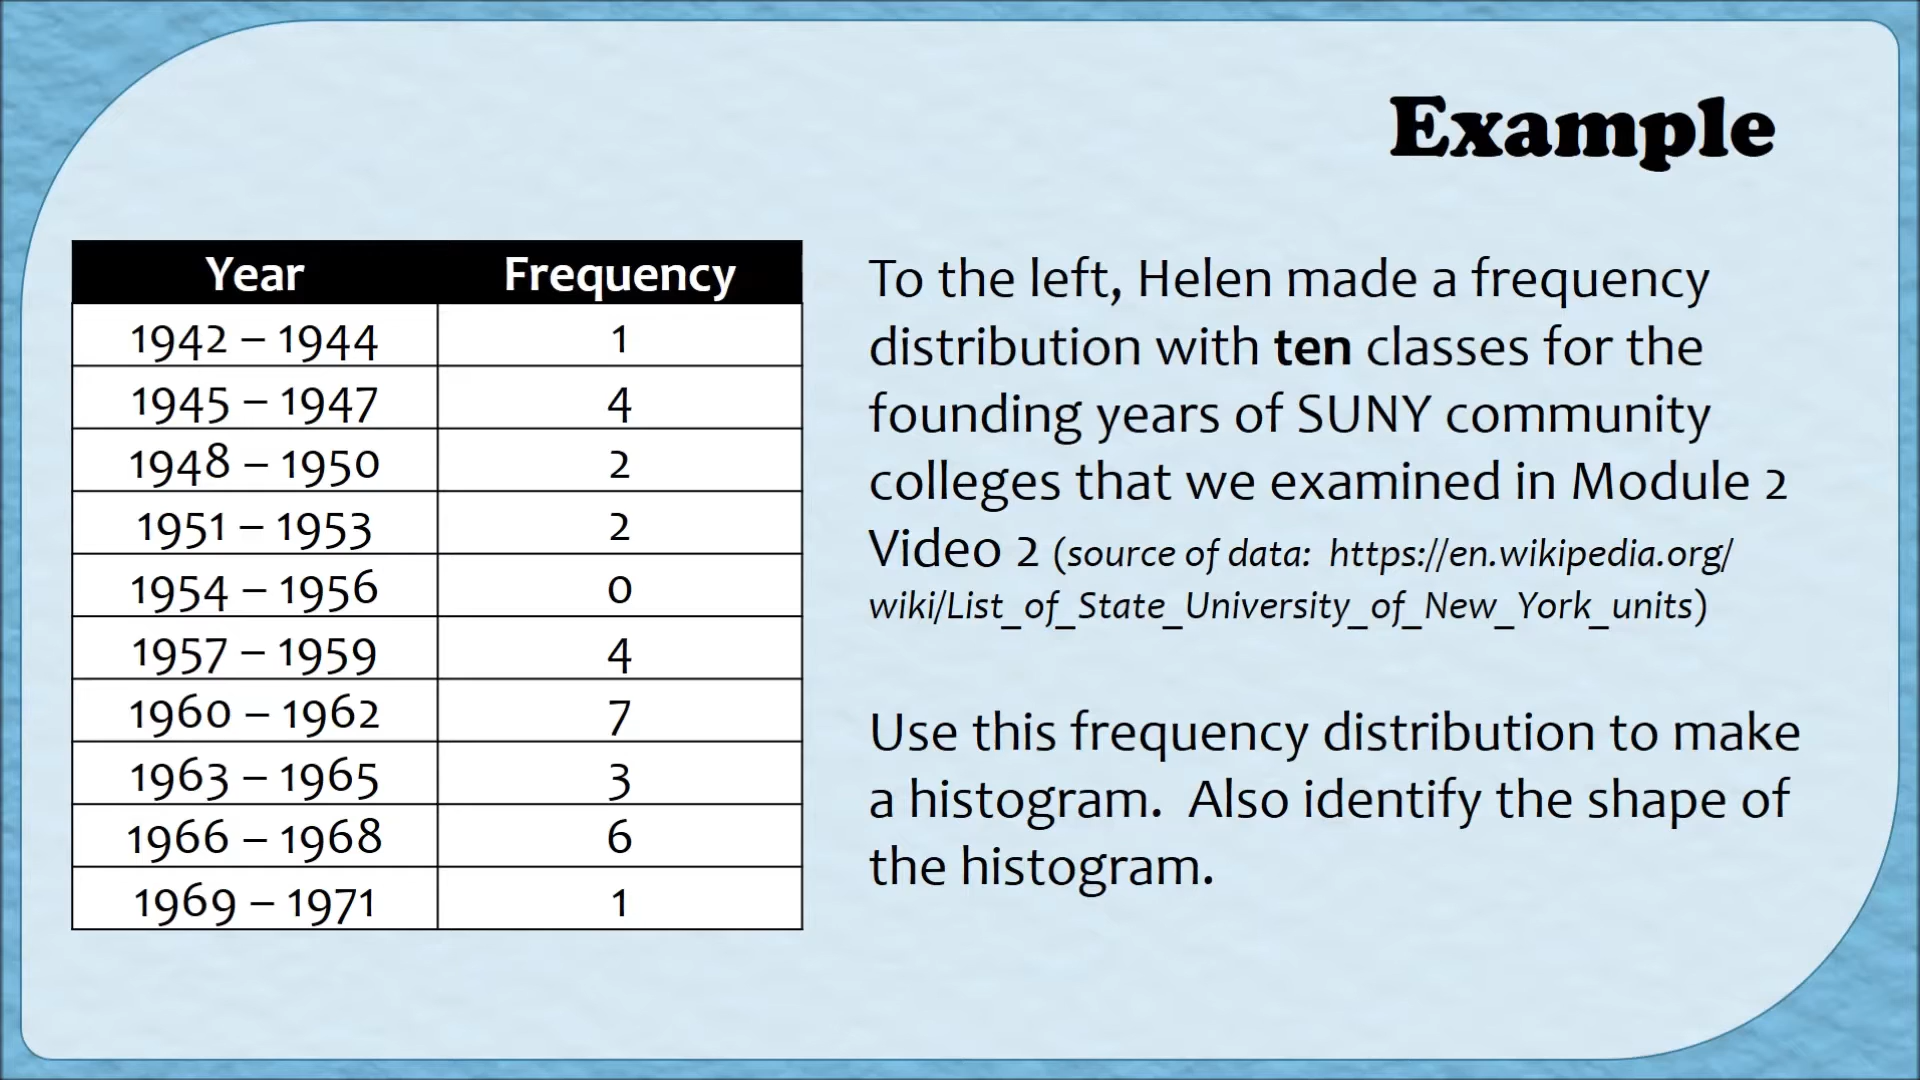 Example
Year Frequency
1942 – 1944 1
1945 – 1947 4
1948 – 1950 2
1951 – 1953 2
1954 – 1956 0
1957 – 1959 4
1960 – 1962 7
1963 – 1965 3
1966 – 1968 6
1969 – 1971 1
To the left, Helen made a frequency
distribution with ten classes for the
founding years of SUNY community
colleges that we examined in Module 2
Video 2 (source of data: https://en.wikipedia.org/
wiki/List_of_State_University_of_New_York_units)
Use this frequency distribution to make
a histogram. Also identify the shape of
the histogram.